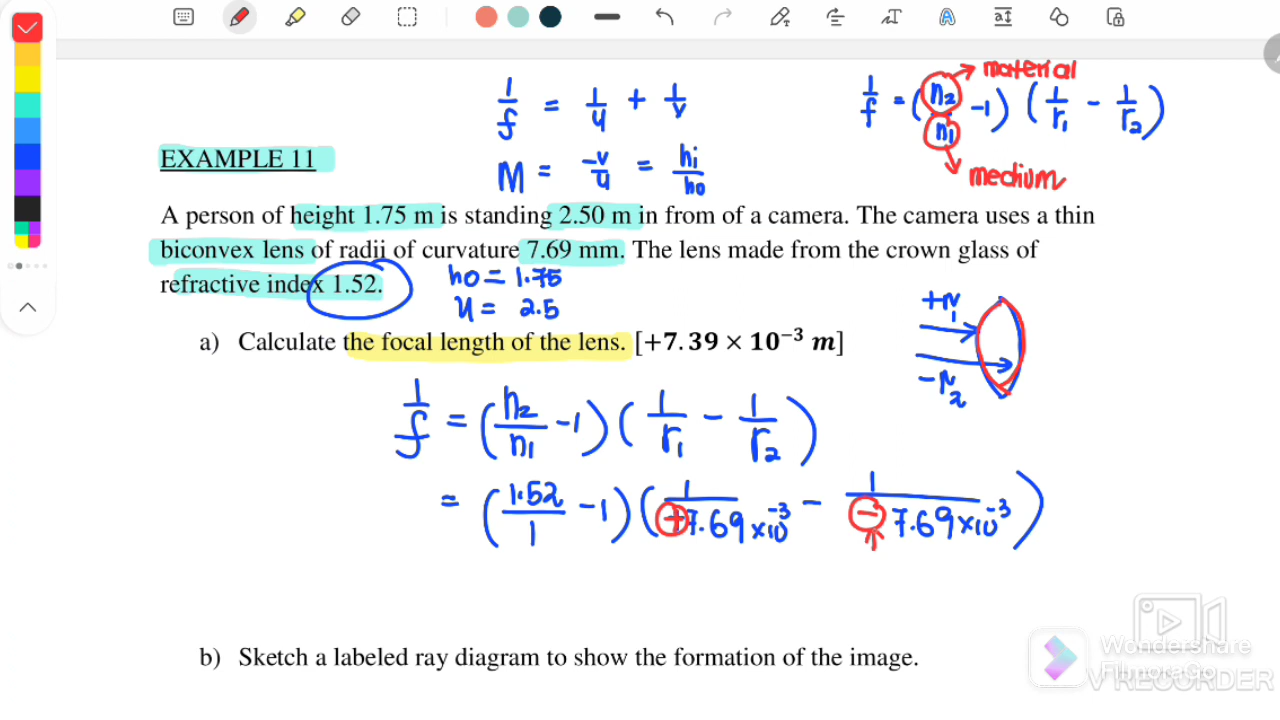 1/f = 1/u + 1/v
1/f = (n2/n1 -1) (1/r1 - 1/r2)
material
medium
M = -v/u = hi/ho
EXAMPLE 11
A person of height 1.75 m is standing 2.50 m in from of a camera. The camera uses a thin
biconvex lens of radii of curvature 7.69 mm. The lens made from the crown glass of
refractive index 1.52.
ho = 1.75
u = 2.5
+r1
-r2
a) Calculate the focal length of the lens. [+7.39 × 10⁻³ m]
1/f = (n2/n1 -1) (1/r1 - 1/r2)
= (1.52/1 -1) (1/+7.69×10⁻³ - 1/-7.69×10⁻³)
b) Sketch a labeled ray diagram to show the formation of the image.
Wondershare
FilmoraGo
V RECORDER